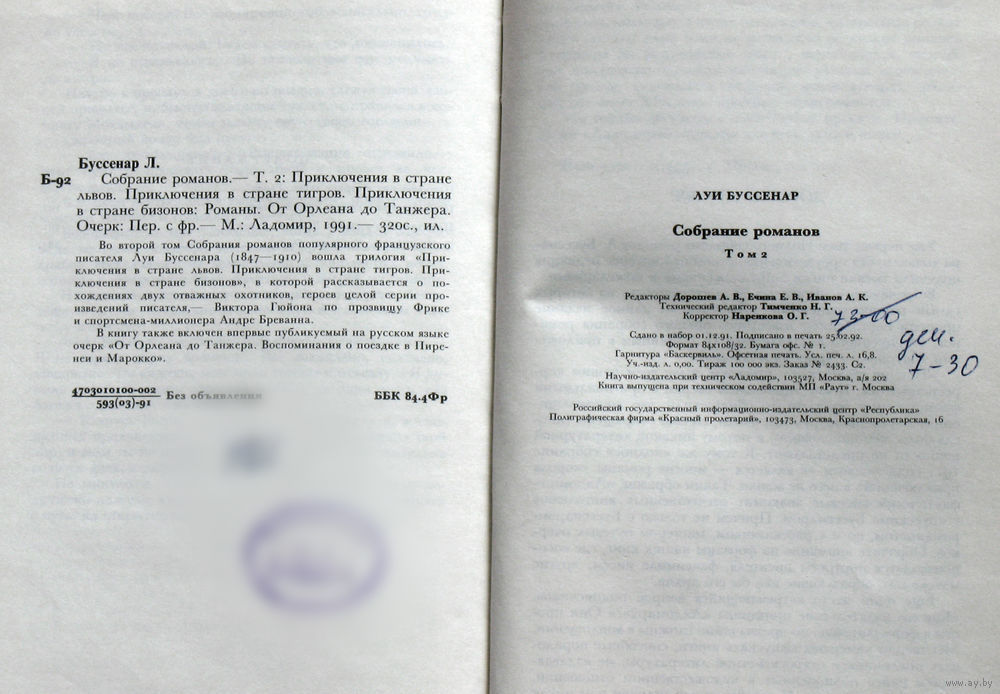 Буссенар Л.
Б-92
Собрание романов.— Т. 2: Приключения в стране
львов. Приключения в стране тигров. Приключения
в стране бизонов: Романы. От Орлеана до Танжера.
Очерк: Пер. с фр.— М.: Ладомир, 1991.— 320с., ил.
Во второй том Собрания романов популярного французского
писателя Луи Буссенара (1847—1910) вошла трилогия «При-
ключения в стране львов. Приключения в стране тигров. При-
ключения в стране бизонов», в которой рассказывается о
похождениях двух отважных охотников, героев целой серии про-
изведений писателя,— Виктора Гюйона по прозвищу Фрике
и спортсмена-миллионера Андре Бреванна.
В книгу также включен впервые публикуемый на русском языке
очерк «От Орлеана до Танжера. Воспоминания о поездке в Пире-
неи и Марокко».
4703010100-002
593(03)-91
Без объявления
ББК 84.4Фр
ЛУИ БУССЕНАР
Собрание романов
Том 2
Редакторы Дорошев А. В., Ечина Е. В., Иванов А. К.
Технический редактор Тимченко Н. Г.
Корректор Наренкова О. Г.
73-00
Сдано в набор 01.12.91. Подписано в печать 25.02.92.
Формат 84х108/32. Бумага офс. № 1.
Гарнитура «Баскервиль». Офсетная печать. Усл. печ. л. 16,8.
Уч.-изд. л. 0,00. Тираж 100 000 экз. Заказ № 2433. С2.
ден.
7-30
Научно-издательский центр «Ладомир», 103527, Москва, а/я 202
Книга выпущена при техническом содействии МП «Раут» г. Москва
Российский государственный информационно-издательский центр «Республика»
Полиграфическая фирма «Красный пролетарий», 103473, Москва, Краснопролетарская, 16
www.ay.by